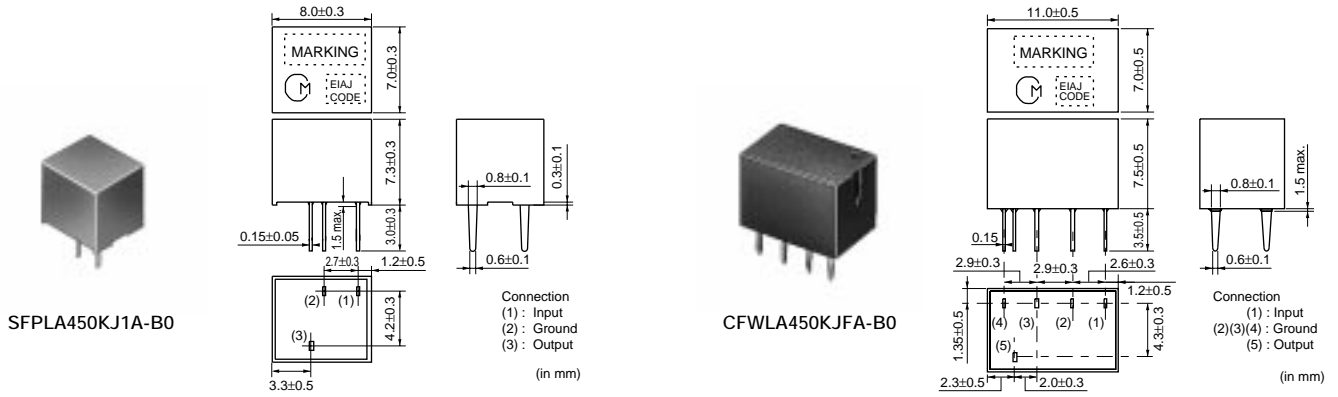 8.0±0.3
MARKING
M
EIAJ
CODE
7.0±0.3
7.3±0.3
3.0±0.3
1.5 max.
0.15±0.05
0.8±0.1
0.3±0.1
0.6±0.1
2.7±0.3
1.2±0.5
(2)
(1)
(3)
4.2±0.3
3.3±0.5
Connection
(1) : Input
(2) : Ground
(3) : Output
(in mm)
SFPLA450KJ1A-B0
11.0±0.5
MARKING
M
EIAJ
CODE
7.0±0.5
7.5±0.5
3.5±0.5
0.15
0.8±0.1
1.5 max.
0.6±0.1
2.9±0.3
2.9±0.3
2.6±0.3
1.2±0.5
(4)
(3)
(2)
(1)
(5)
1.35±0.5
4.3±0.3
2.3±0.5
2.0±0.3
Connection
(1) : Input
(2)(3)(4) : Ground
(5) : Output
(in mm)
CFWLA450KJFA-B0